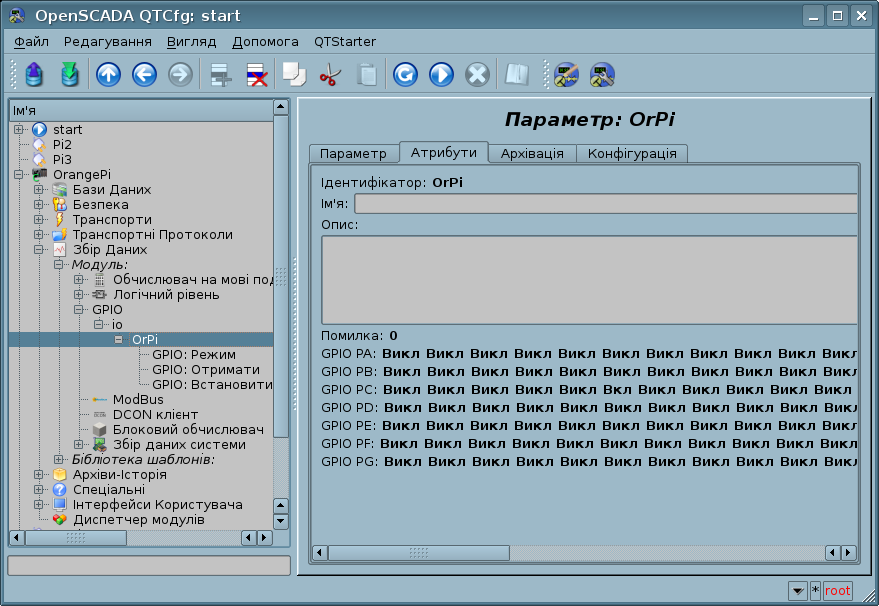 OpenSCADA QTCfg: start
Файл Редагування Вигляд Допомога QTStarter
Ім'я
start
Pi2
Pi3
OrangePi
Бази Даних
Безпека
Транспорти
Транспортні Протоколи
Збір Даних
Модуль:
Обчислювач на мові под
Логічний рівень
GPIO
io
OrPi
GPIO: Режим
GPIO: Отримати
GPIO: Встановити
ModBus
DCON клієнт
Блоковий обчислювач
Збір даних системи
Бібліотека шаблонів:
Архіви-Історія
Спеціальні
Інтерфейси Користувача
Диспетчер модулів
Параметр: OrPi
Параметр Атрибути Архівація Конфігурація
Ідентифікатор: OrPi
Ім'я:
Опис:
Помилка: 0
GPIO PA: Викл Викл Викл Викл Викл Викл Викл Викл Викл Викл Викл
GPIO PB: Викл Викл Викл Викл Викл Викл Викл Викл Викл Викл Викл
GPIO PC: Викл Викл Викл Викл Викл Вкл Викл Викл Викл Викл Викл
GPIO PD: Викл Викл Викл Викл Викл Викл Викл Викл Викл Викл Викл
GPIO PE: Викл Викл Викл Викл Викл Викл Викл Викл Викл Викл Викл
GPIO PF: Викл Викл Викл Викл Викл Викл Викл Викл Викл Викл Викл
GPIO PG: Викл Викл Викл Викл Викл Викл Викл Викл Викл Викл Викл
* root